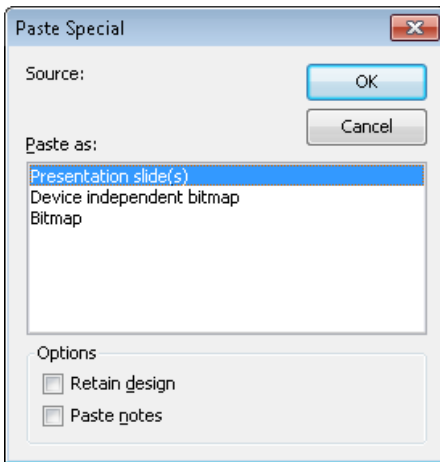 Paste Special
Source:
OK
Cancel
Paste as:
Presentation slide(s)
Device independent bitmap
Bitmap
Options
Retain design
Paste notes